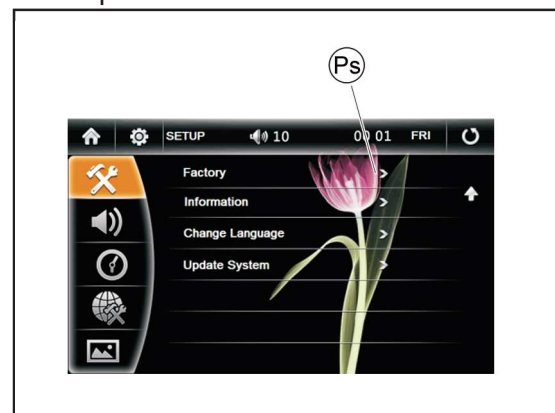 Ps
SETUP 10 00 01 FRI
Factory
Information
Change Language
Update System